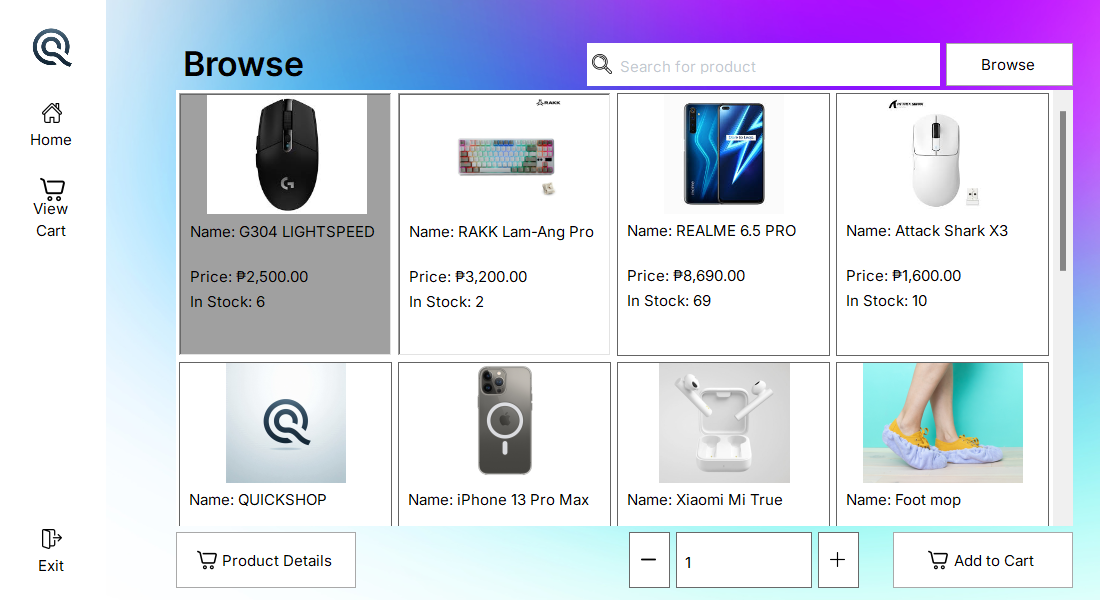 Browse
Search for product
Browse
Home
View
Cart
RAKK
Name: G304 LIGHTSPEED
Price: ₱2,500.00
In Stock: 6
Name: RAKK Lam-Ang Pro
Price: ₱3,200.00
In Stock: 2
realme
Name: REALME 6.5 PRO
Price: ₱8,690.00
In Stock: 69
Name: Attack Shark X3
Price: ₱1,600.00
In Stock: 10
Name: QUICKSHOP
Name: iPhone 13 Pro Max
Name: Xiaomi Mi True
Name: Foot mop
Exit
Product Details
1
Add to Cart